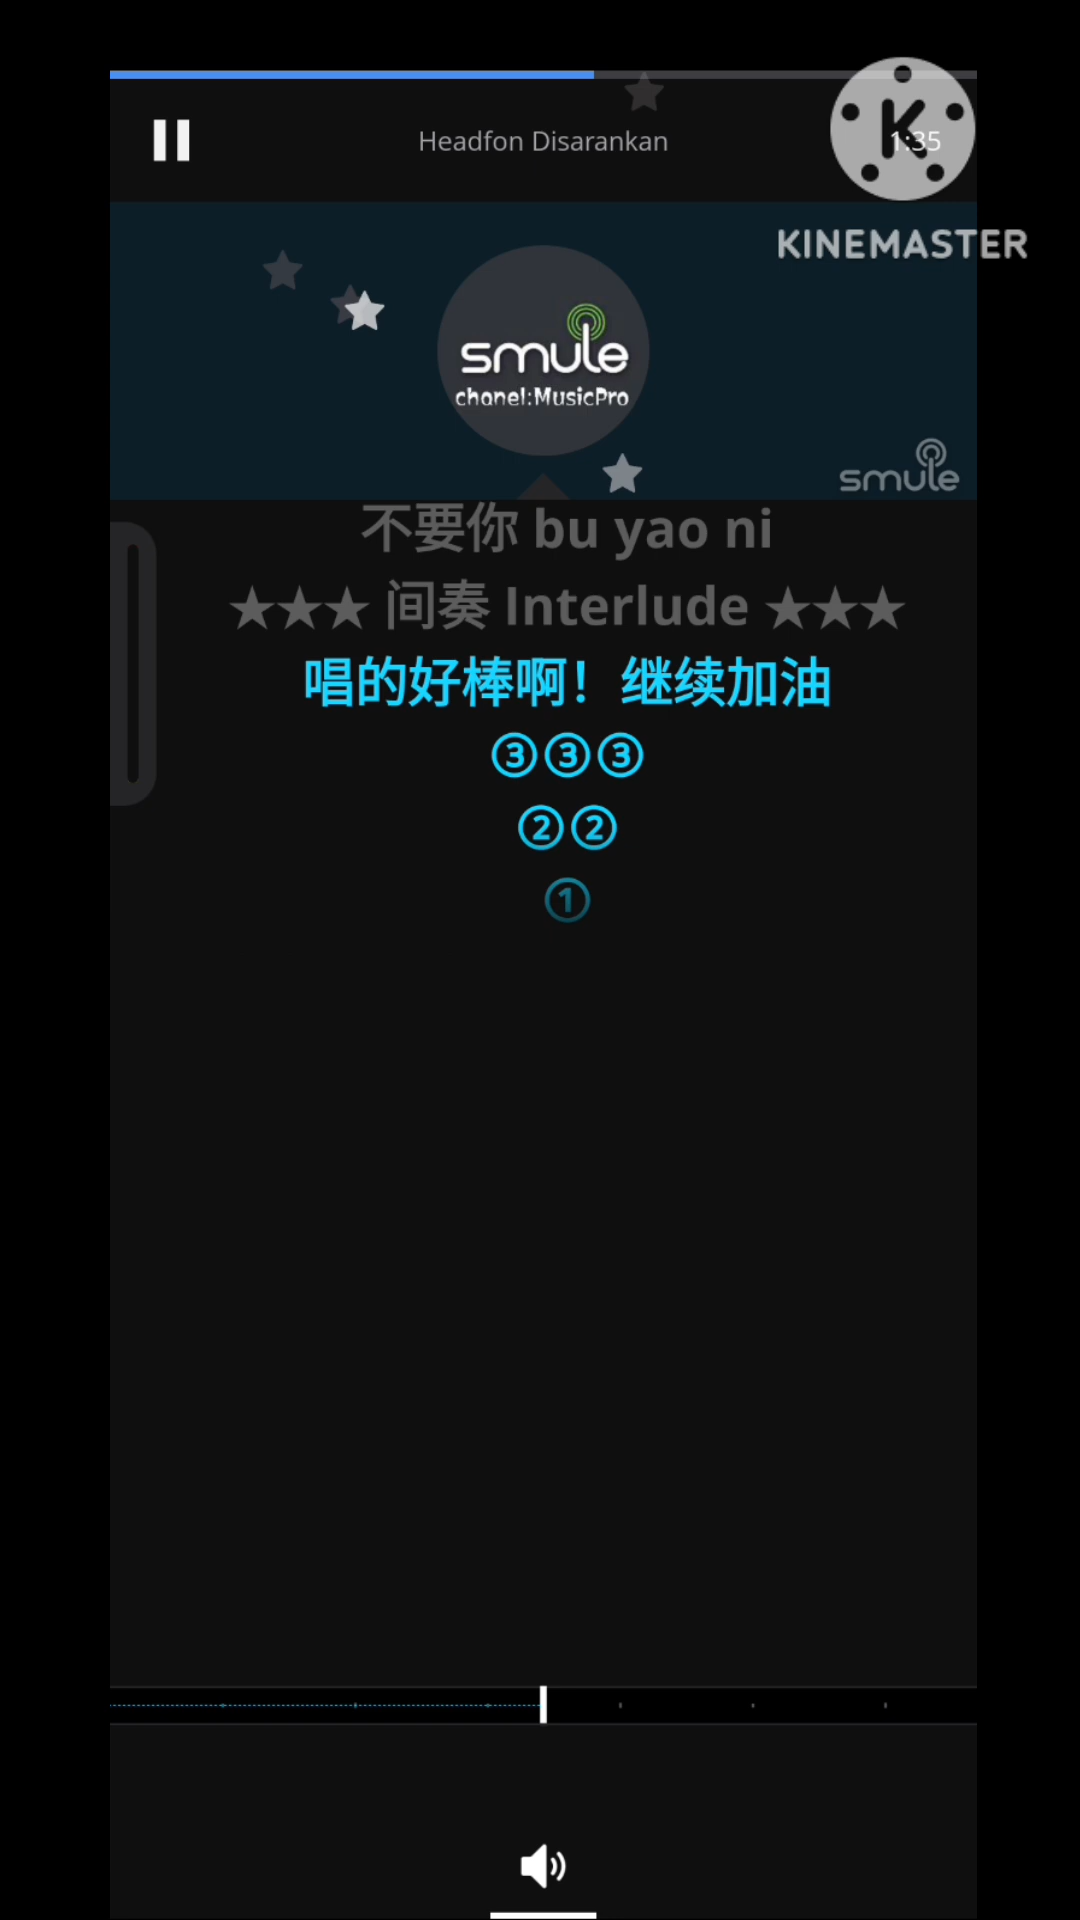 Headfon Disarankan
1:35
K
KINEMASTER
smule
chanel:MusicPro
smule
不要你 bu yao ni
★★★ 间奏 Interlude ★★★
唱的好棒啊！继续加油
③③③
②②
①